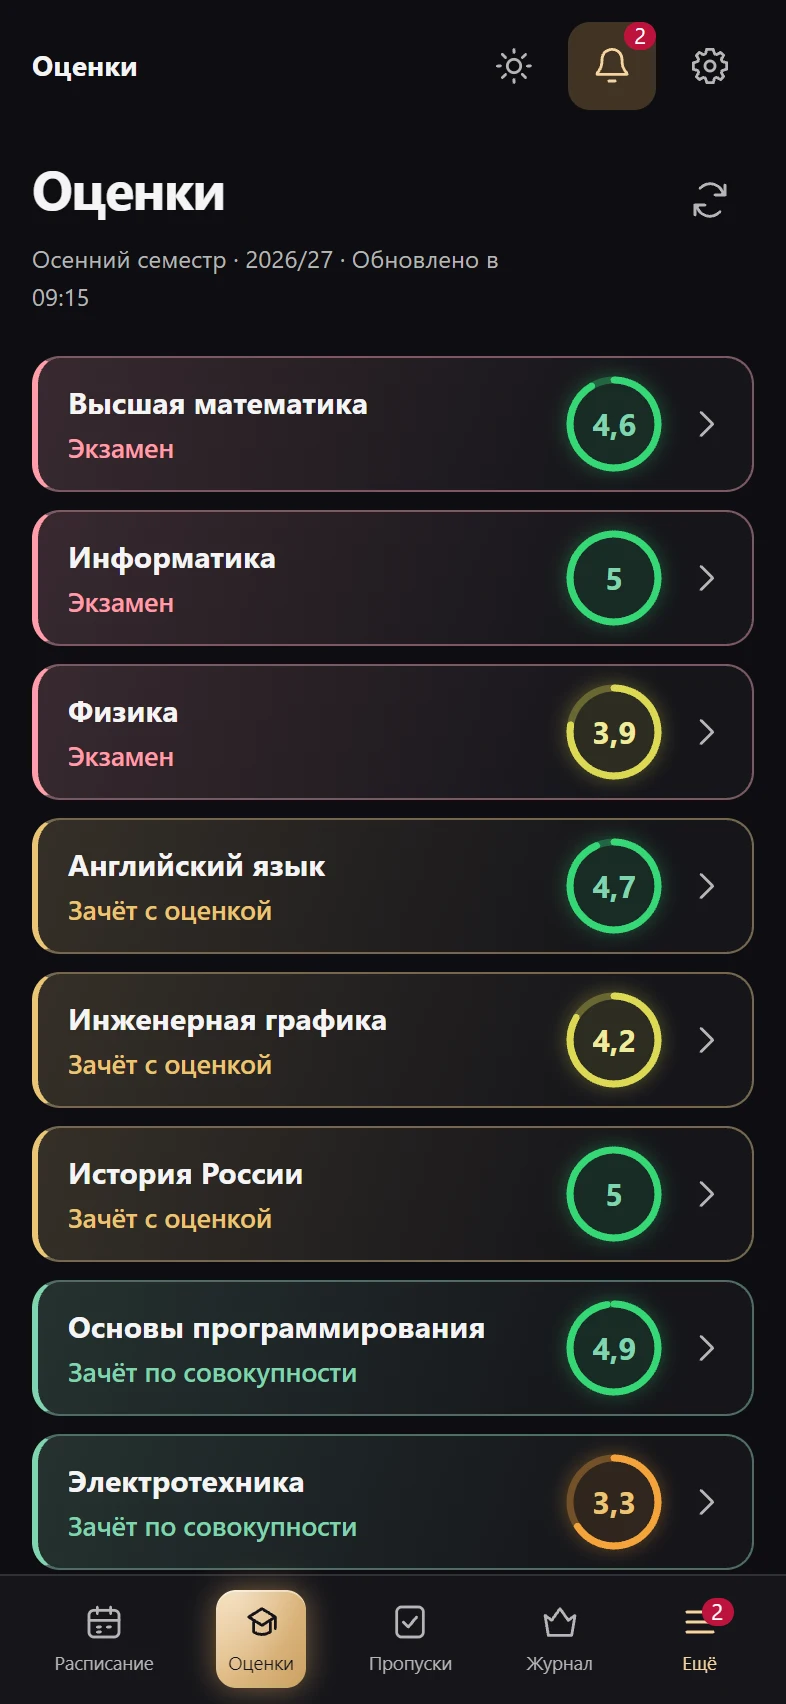 Оценки
2
Оценки
Осенний семестр · 2026/27 · Обновлено в
09:15
Высшая математика
Экзамен
4,6
Информатика
Экзамен
5
Физика
Экзамен
3,9
Английский язык
Зачёт с оценкой
4,7
Инженерная графика
Зачёт с оценкой
4,2
История России
Зачёт с оценкой
5
Основы программирования
Зачёт по совокупности
4,9
Электротехника
Зачёт по совокупности
3,3
2
Расписание Оценки Пропуски Журнал Ещё